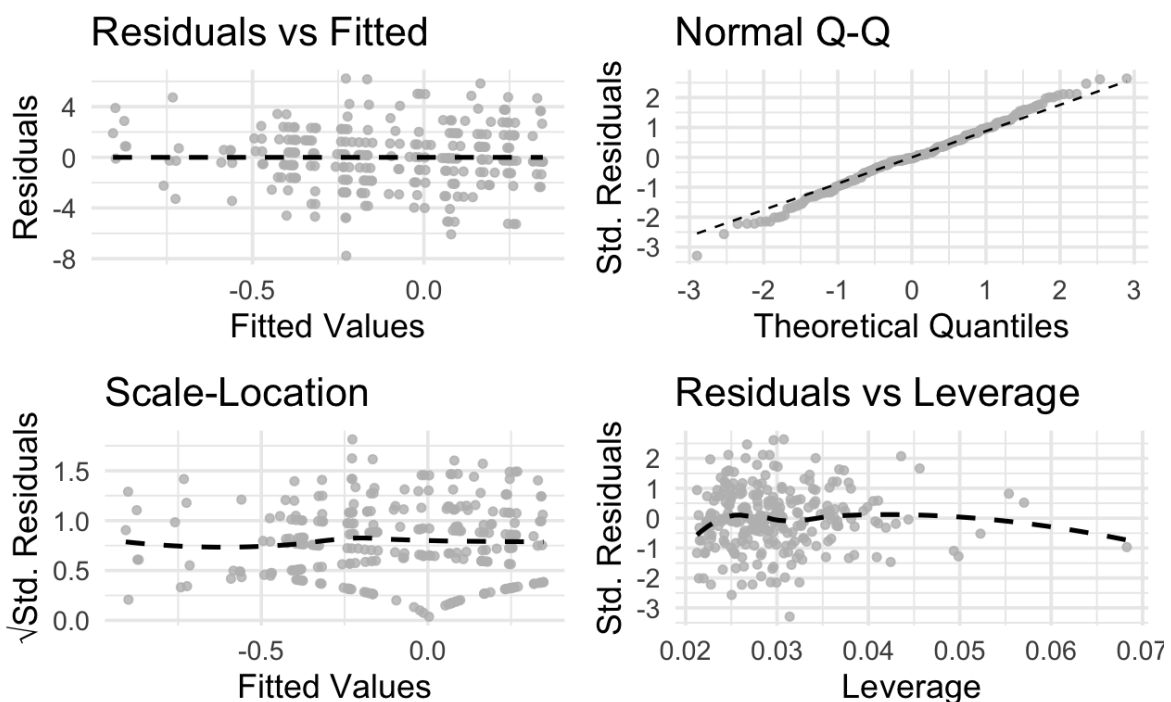 Residuals vs Fitted
Residuals
4
0
-4
-8
-0.5 0.0
Fitted Values
Normal Q-Q
Std. Residuals
2
1
0
-1
-2
-3
-3 -2 -1 0 1 2 3
Theoretical Quantiles
Scale-Location
√Std. Residuals
1.5
1.0
0.5
0.0
-0.5 0.0
Fitted Values
Residuals vs Leverage
Std. Residuals
2
1
0
-1
-2
-3
0.02 0.03 0.04 0.05 0.06 0.07
Leverage